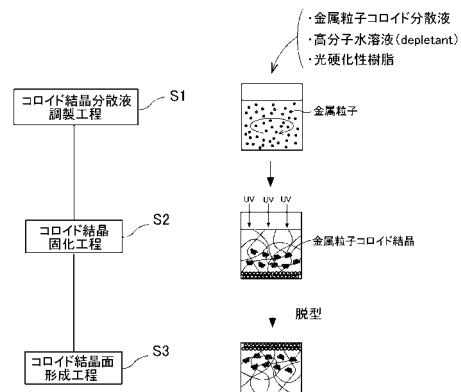 ・金属粒子コロイド分散液
・高分子水溶液(depletant)
・光硬化性樹脂
S1
コロイド結晶分散液
調製工程
金属粒子
UV UV UV
S2
コロイド結晶
固化工程
金属粒子コロイド結晶
脱型
S3
コロイド結晶面
形成工程